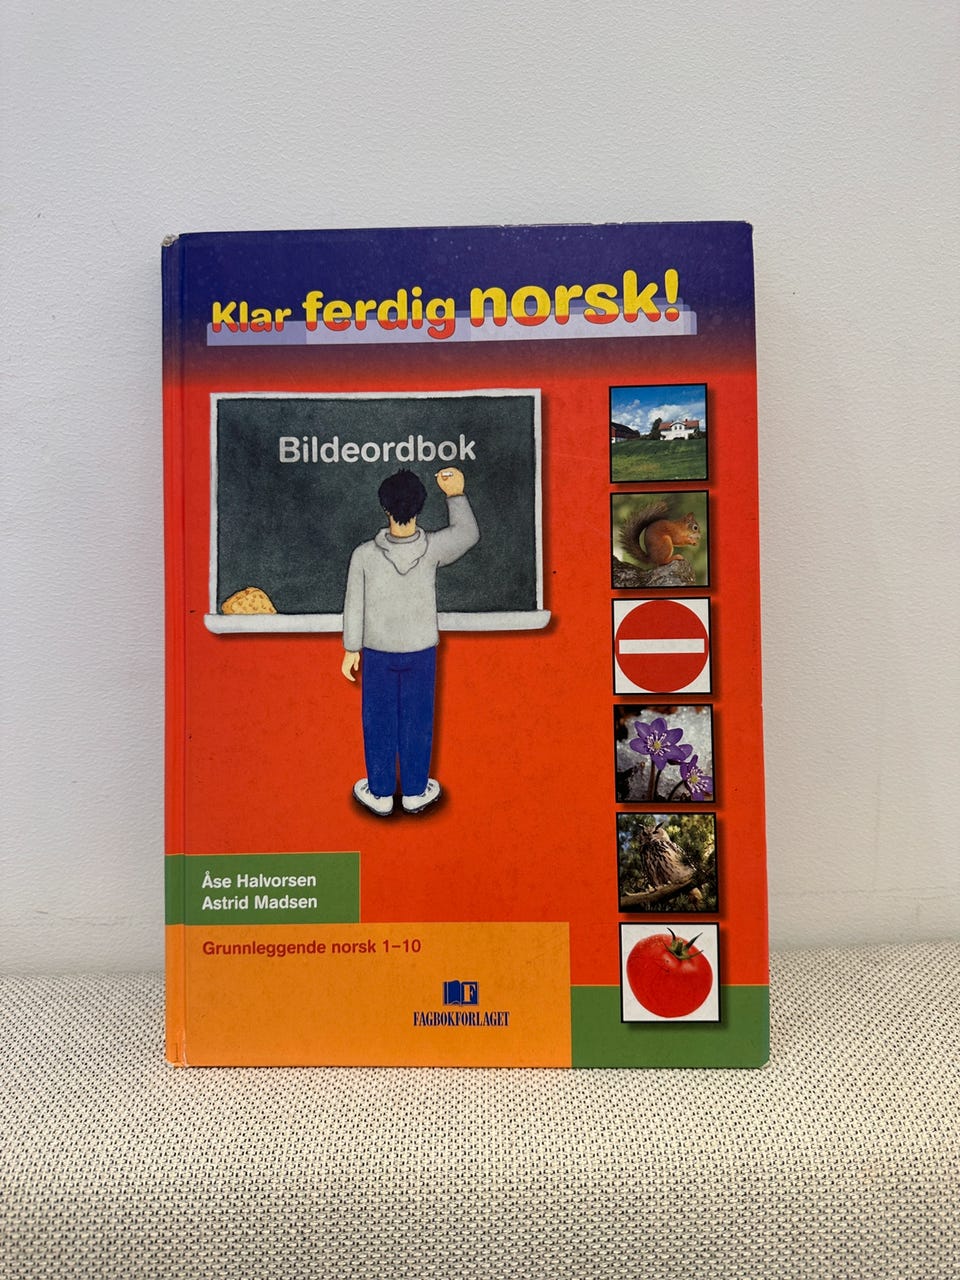 Klar ferdig norsk!
Bildeordbok
Åse Halvorsen
Astrid Madsen
Grunnleggende norsk 1–10
F
FAGBOKFORLAGET